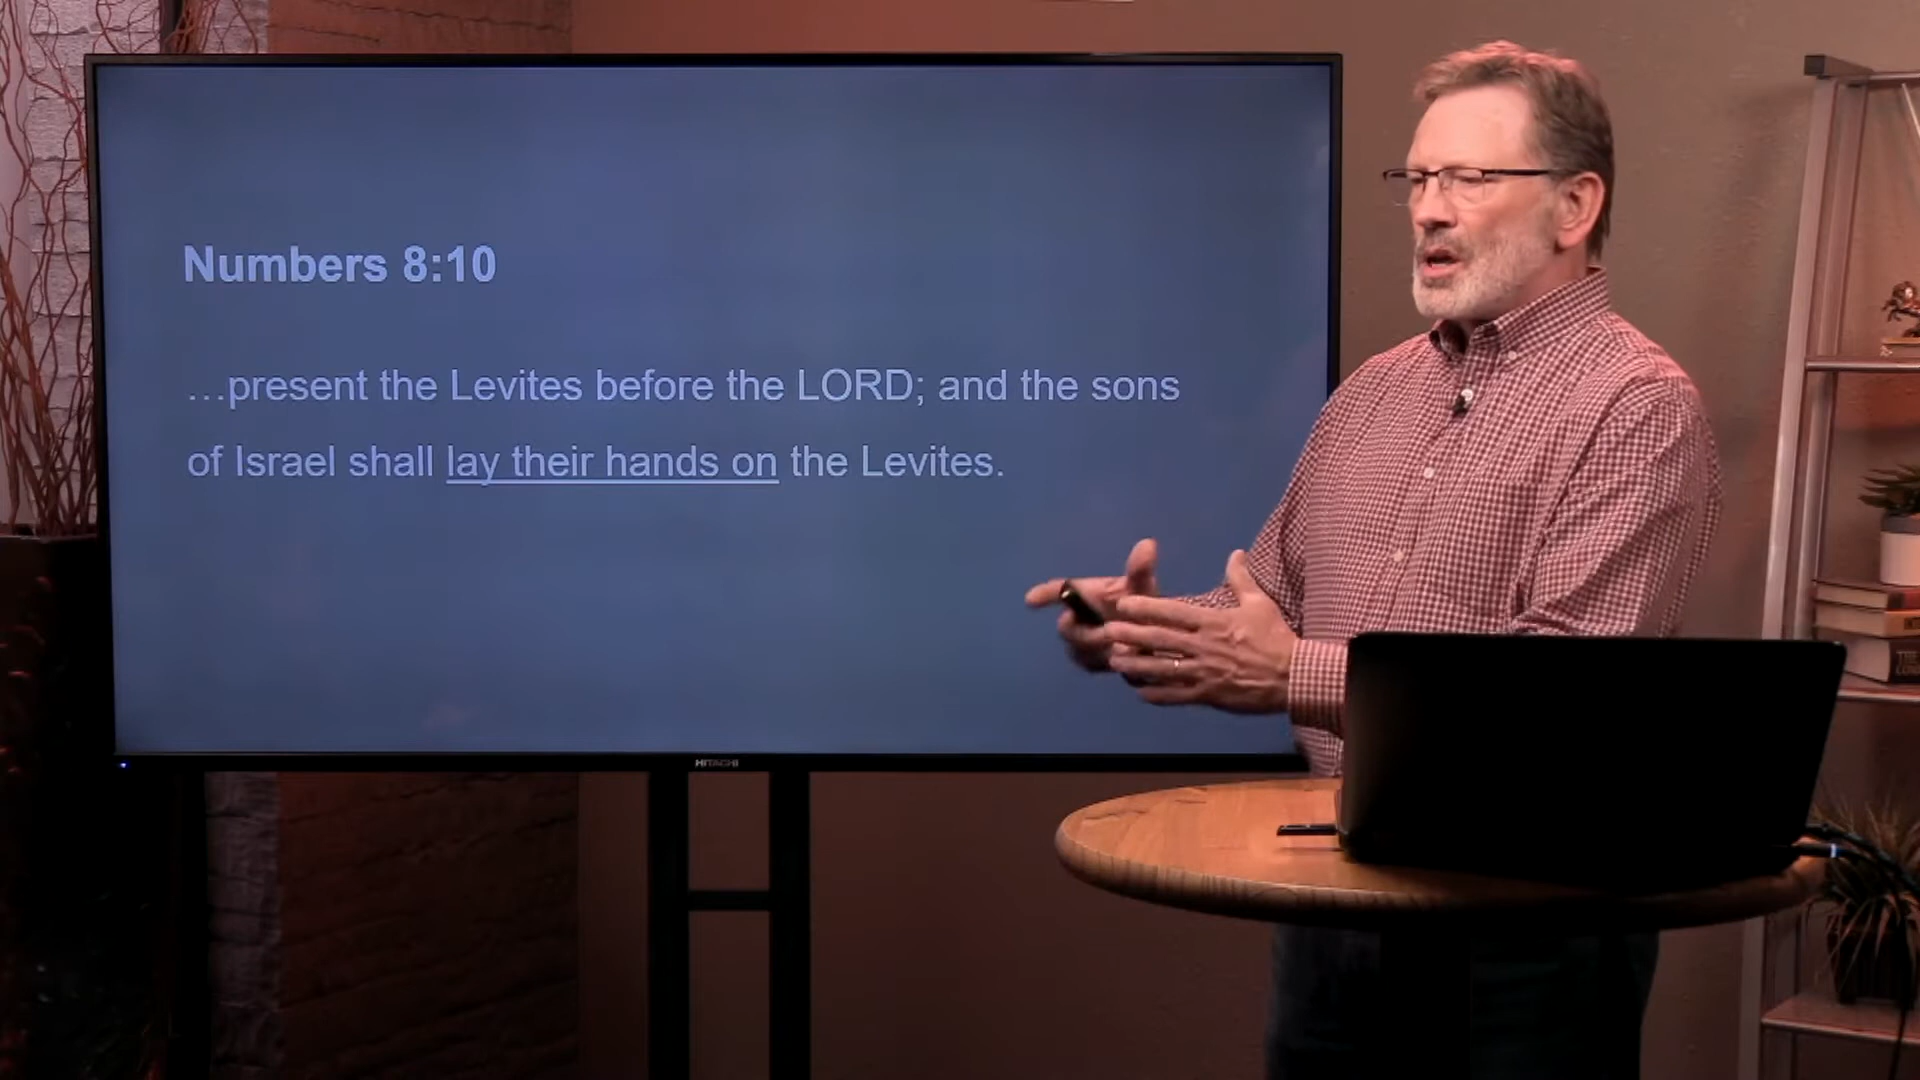 Numbers 8:10
…present the Levites before the LORD; and the sons
of Israel shall lay their hands on the Levites.
HITACHI